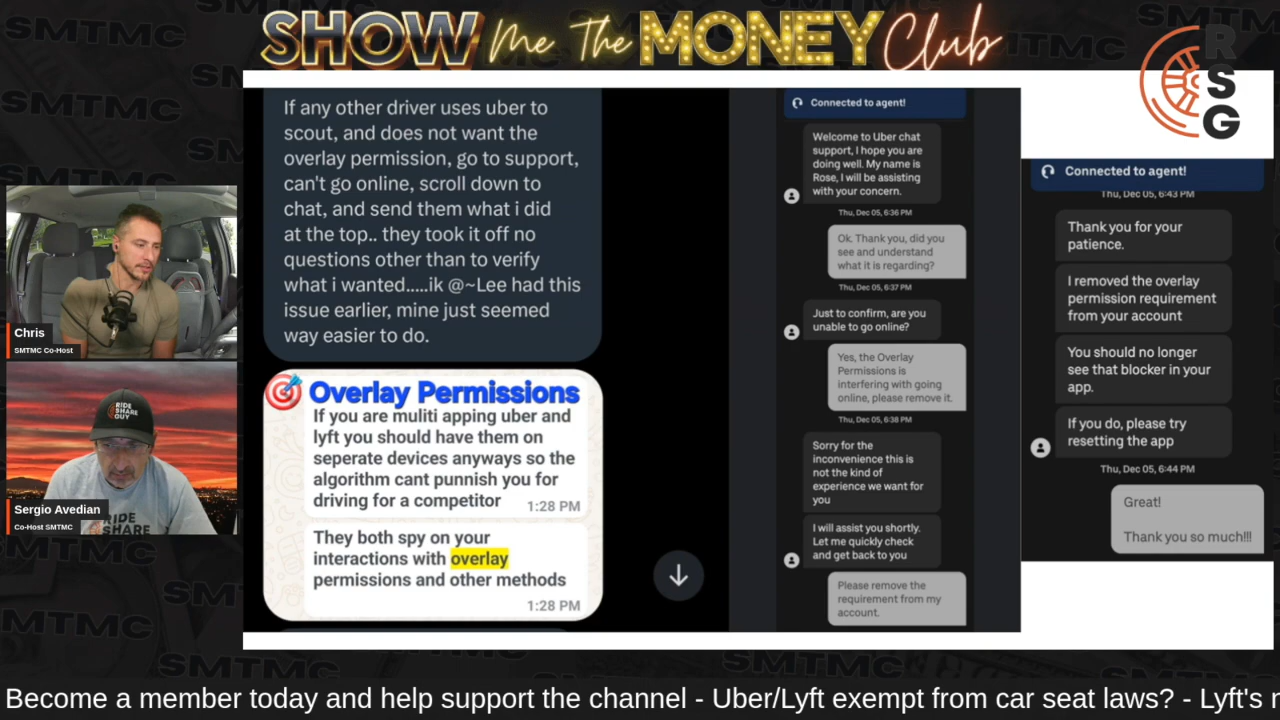 SHOW Me The MONEY Club
RSG
If any other driver uses uber to
scout, and does not want the
overlay permission, go to support,
can't go online, scroll down to
chat, and send them what i did
at the top.. they took it off no
questions other than to verify
what i wanted.....ik @~Lee had this
issue earlier, mine just seemed
way easier to do.
🎯 Overlay Permissions
If you are muliti apping uber and
lyft you should have them on
seperate devices anyways so the
algorithm cant punnish you for
driving for a competitor
1:28 PM
They both spy on your
interactions with overlay
permissions and other methods
1:28 PM
Connected to agent!
Welcome to Uber chat
support, I hope you are
doing well. My name is
Rose, I will be assisting
with your concern.
Thu, Dec 05, 6:36 PM
Ok. Thank you, did you
see and understand
what it is regarding?
Thu, Dec 05, 6:37 PM
Just to confirm, are you
unable to go online?
Yes, the Overlay
Permissions is
interfering with going
online, please remove it.
Thu, Dec 05, 6:38 PM
Sorry for the
inconvenience this is
not the kind of
experience we want for
you
I will assist you shortly.
Let me quickly check
and get back to you
Please remove the
requirement from my
account.
Connected to agent!
Thu, Dec 05, 6:43 PM
Thank you for your
patience.
I removed the overlay
permission requirement
from your account
You should no longer
see that blocker in your
app.
If you do, please try
resetting the app
Thu, Dec 05, 6:44 PM
Great!
Thank you so much!!!
Chris
SMTMC Co-Host
RIDE
SHARE
GUY
Sergio Avedian
Co-Host SMTMC
RIDE
SHARE
SMTMC
Become a member today and help support the channel - Uber/Lyft exempt from car seat laws? - Lyft's